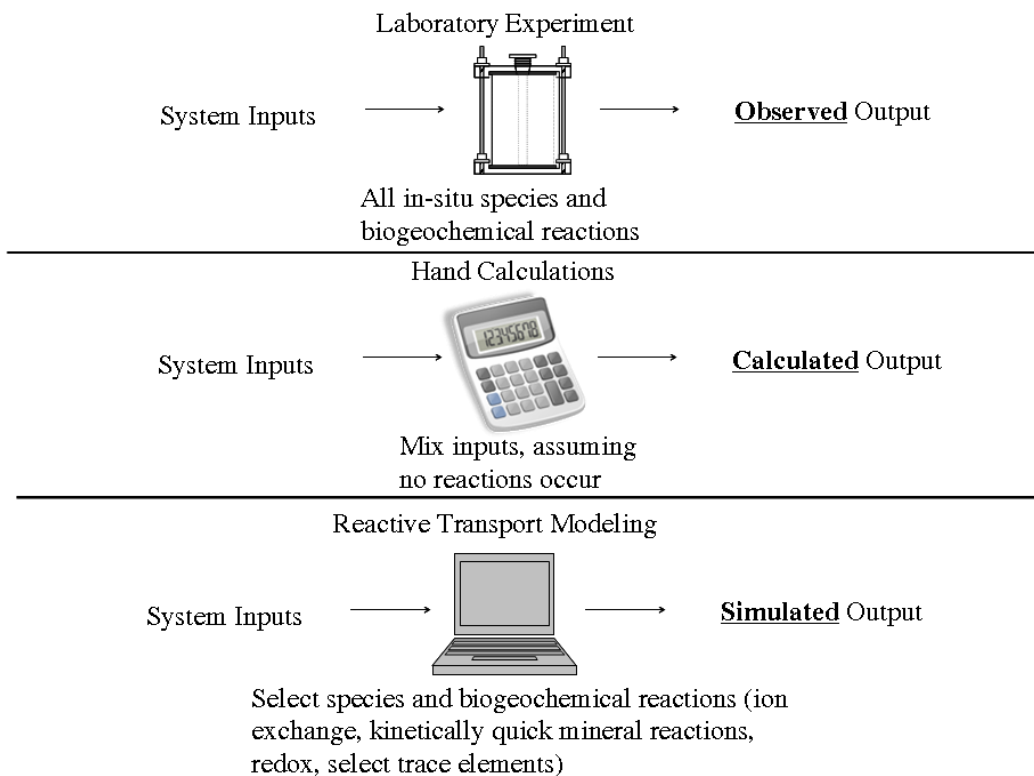 Laboratory Experiment
System Inputs
Observed Output
All in-situ species and
biogeochemical reactions
Hand Calculations
12345678
System Inputs
Calculated Output
Mix inputs, assuming
no reactions occur
Reactive Transport Modeling
System Inputs
Simulated Output
Select species and biogeochemical reactions (ion
exchange, kinetically quick mineral reactions,
redox, select trace elements)